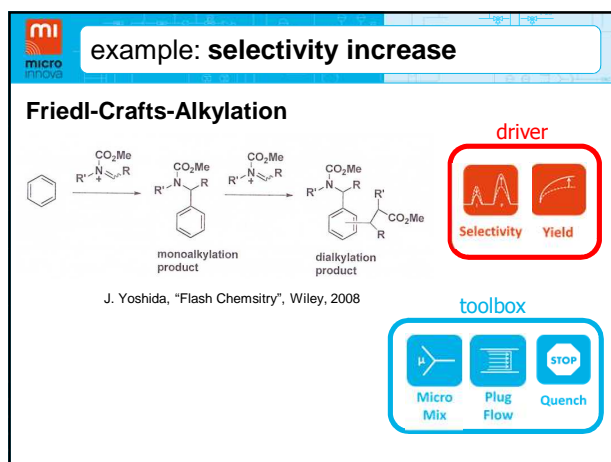 mi
micro
innova
example: selectivity increase
Friedl-Crafts-Alkylation
CO₂Me
R' N + R
CO₂Me
R' N R
monoalkylation
product
CO₂Me
R' N + R
CO₂Me
R' N R
R'
CO₂Me
R
dialkylation
product
J. Yoshida, "Flash Chemsitry", Wiley, 2008
driver
Selectivity
Yield
toolbox
μ
Micro
Mix
Plug
Flow
STOP
Quench